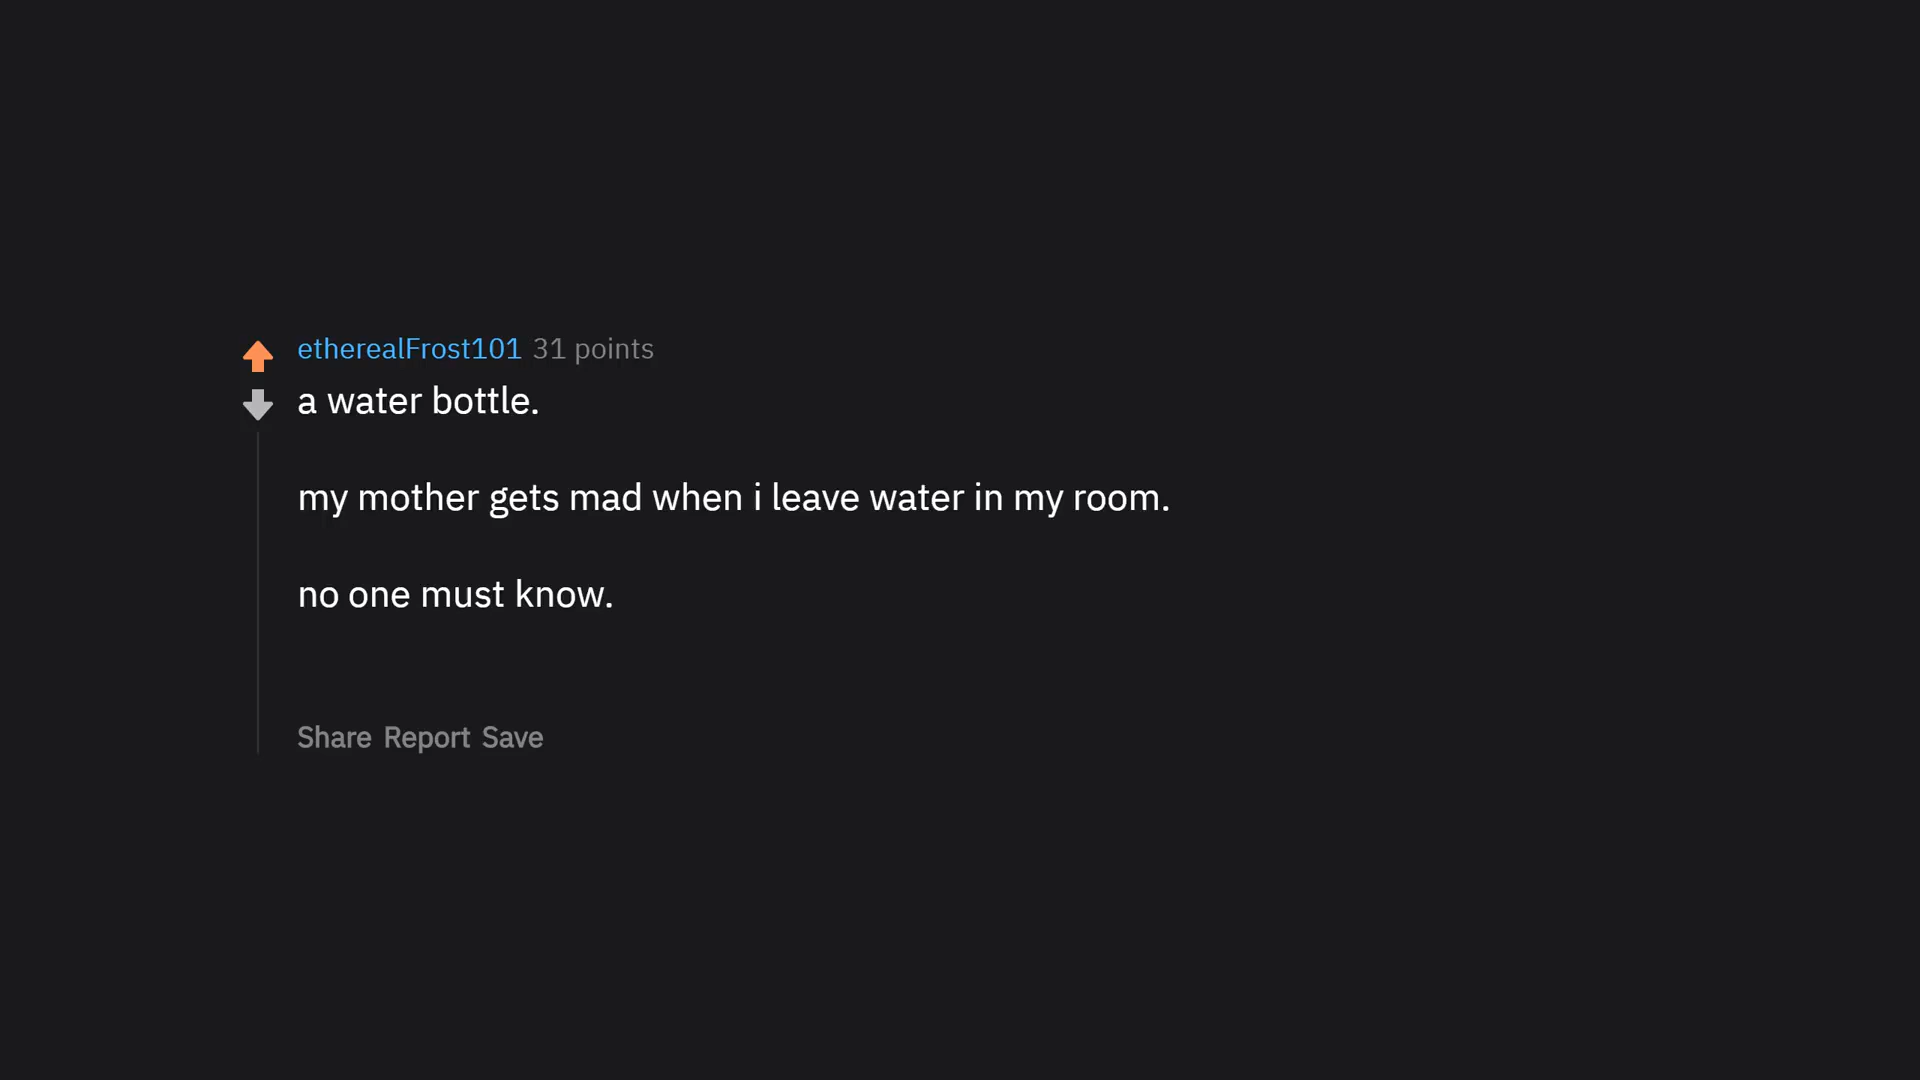 etherealFrost101 31 points
a water bottle.
my mother gets mad when i leave water in my room.
no one must know.
Share Report Save